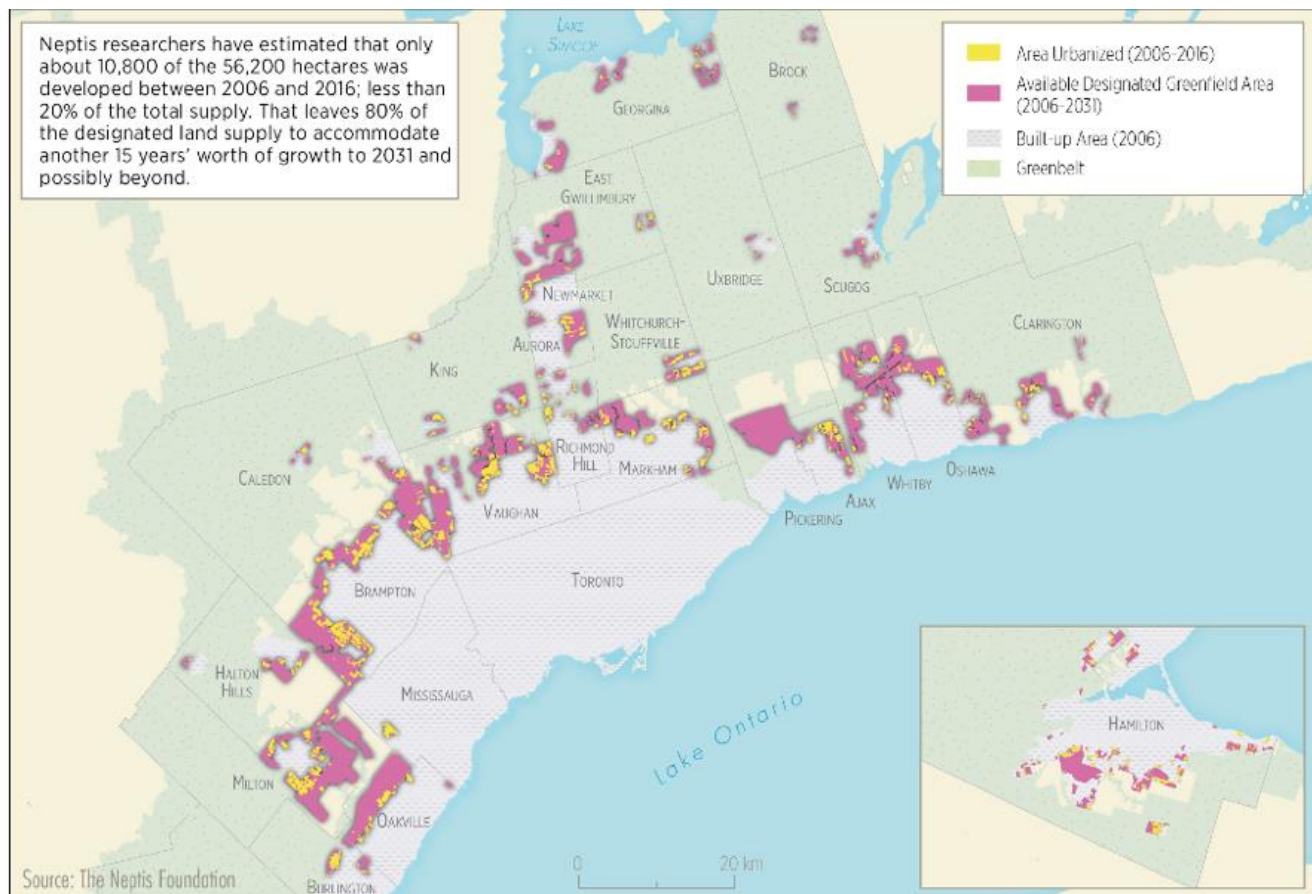 Neptis researchers have estimated that only
about 10,800 of the 56,200 hectares was
developed between 2006 and 2016; less than
20% of the total supply. That leaves 80% of
the designated land supply to accommodate
another 15 years' worth of growth to 2031 and
possibly beyond.
LAKE
SIMCOE
Area Urbanized (2006-2016)
Available Designated Greenfield Area
(2006-2031)
Built-up Area (2006)
Greenbelt
BROCK
GEORGINA
EAST
GWILLIMBURY
UXBRIDGE
SCUGOG
NEWMARKET
WHITCHURCH-
STOUFFVILLE
CLARINGTON
AURORA
KING
RICHMOND
HILL
MARKHAM
CALEDON
VAUGHAN
OSHAWA
WHITBY
AJAX
PICKERING
TORONTO
BRAMPTON
HALTON
HILLS
MISSISSAUGA
Lake Ontario
HAMILTON
MILTON
OAKVILLE
0 20 km
BURLINGTON
Source: The Neptis Foundation